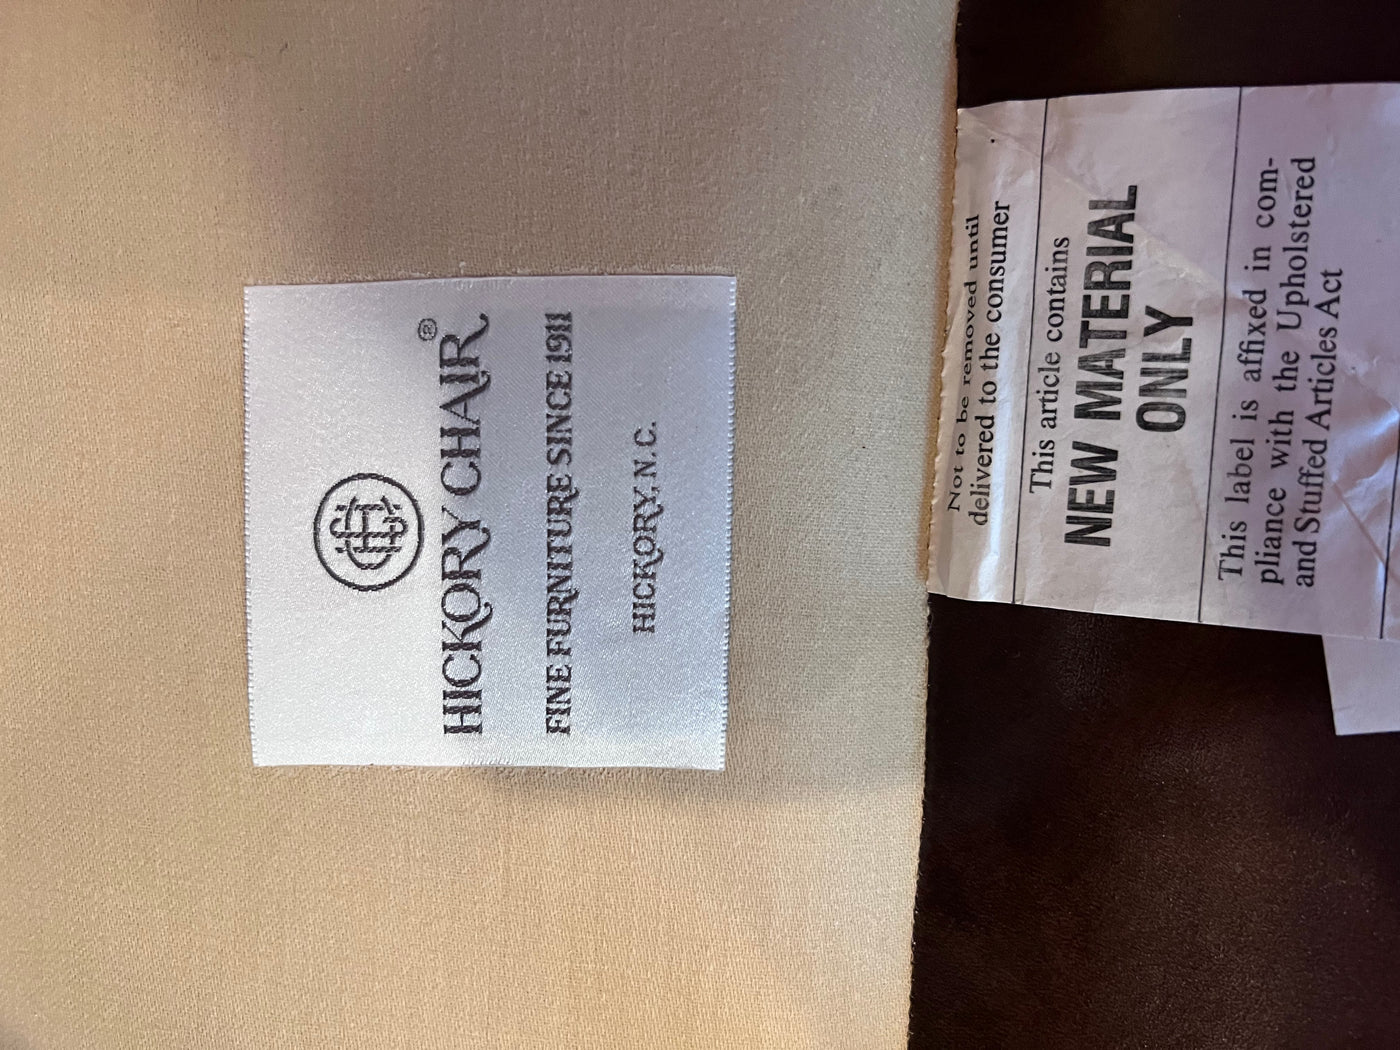 HICKORY CHAIR®
FINE FURNITURE SINCE 1911
HICKORY, N.C.
Not to be removed until
delivered to the consumer
This article contains
NEW MATERIAL
ONLY
This label is affixed in com-
pliance with the Upholstered
and Stuffed Articles Act